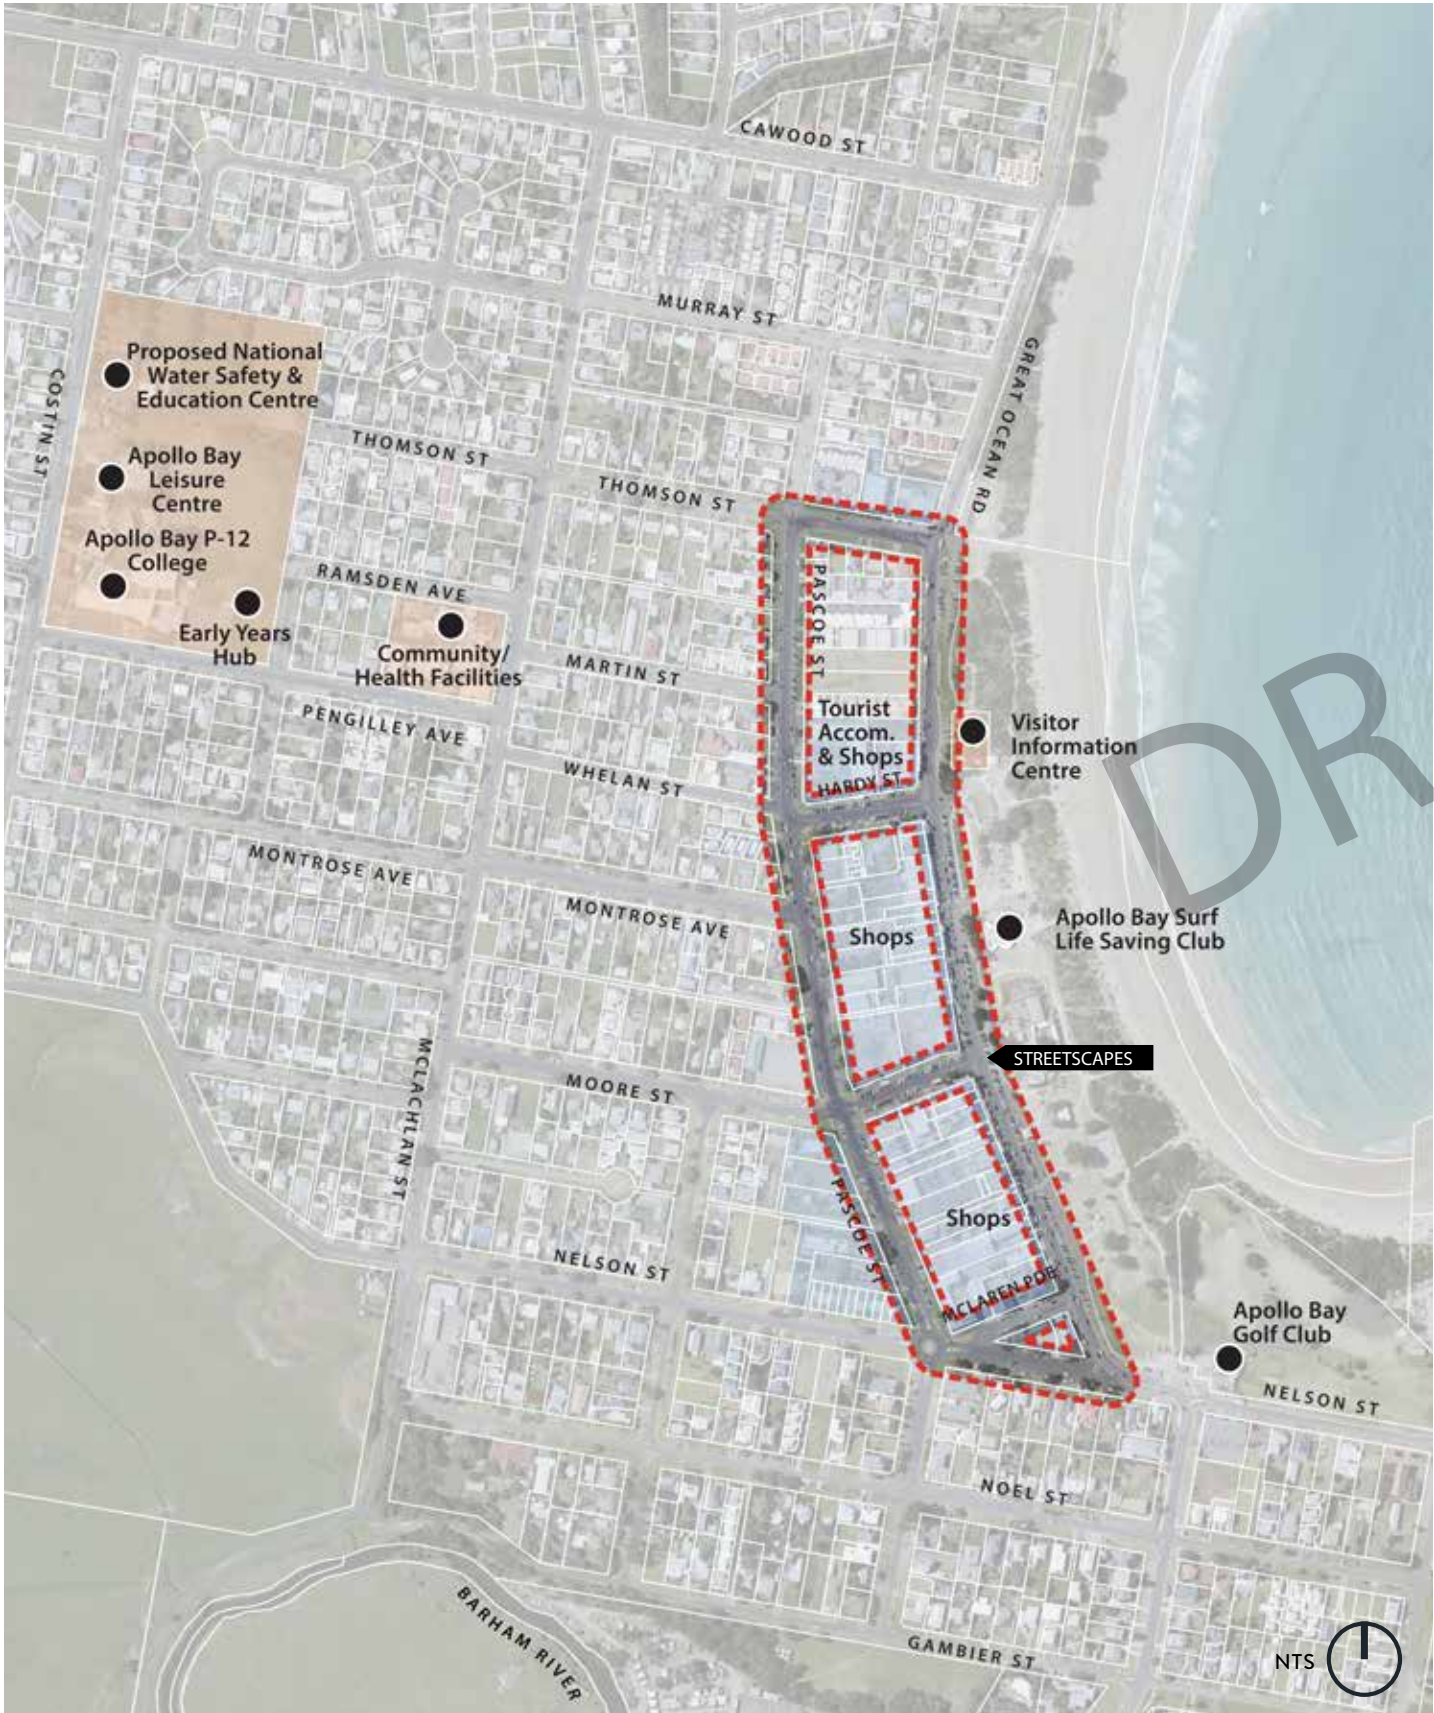 CAWOOD ST
MURRAY ST
GREAT OCEAN RD
Proposed National
Water Safety &
Education Centre
COSTIN ST
THOMSON ST
Apollo Bay
Leisure
Centre
THOMSON ST
Apollo Bay P-12
College
RAMSDEN AVE
PASCOE ST
Early Years
Hub
Community/
Health Facilities
MARTIN ST
PENGILLEY AVE
Tourist
Accom.
& Shops
HARDY ST
Visitor
Information
Centre
WHELAN ST
DR
MONTROSE AVE
MONTROSE AVE
Shops
Apollo Bay Surf
Life Saving Club
STREETSCAPES
MCLACHLAN ST
MOORE ST
PASCOE ST
Shops
NELSON ST
MCLAREN PDE
Apollo Bay
Golf Club
NELSON ST
NOEL ST
BARHAM RIVER
GAMBIER ST
NTS